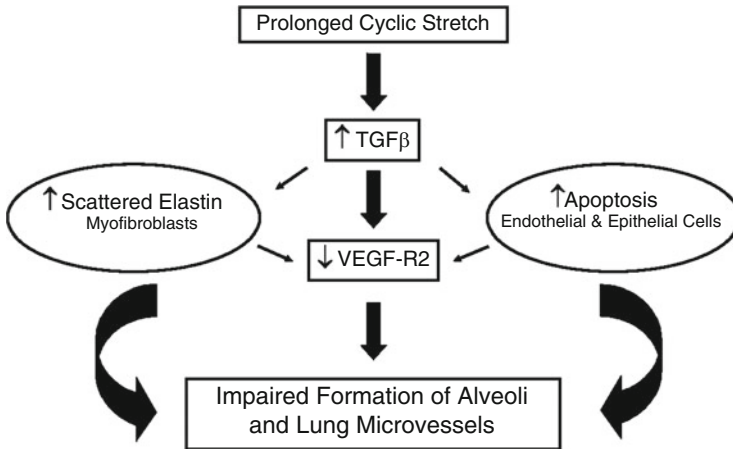 Prolonged Cyclic Stretch
↑ TGFβ
↑ Scattered Elastin
Myofibroblasts
↑ Apoptosis
Endothelial & Epithelial Cells
↓ VEGF-R2
Impaired Formation of Alveoli
and Lung Microvessels